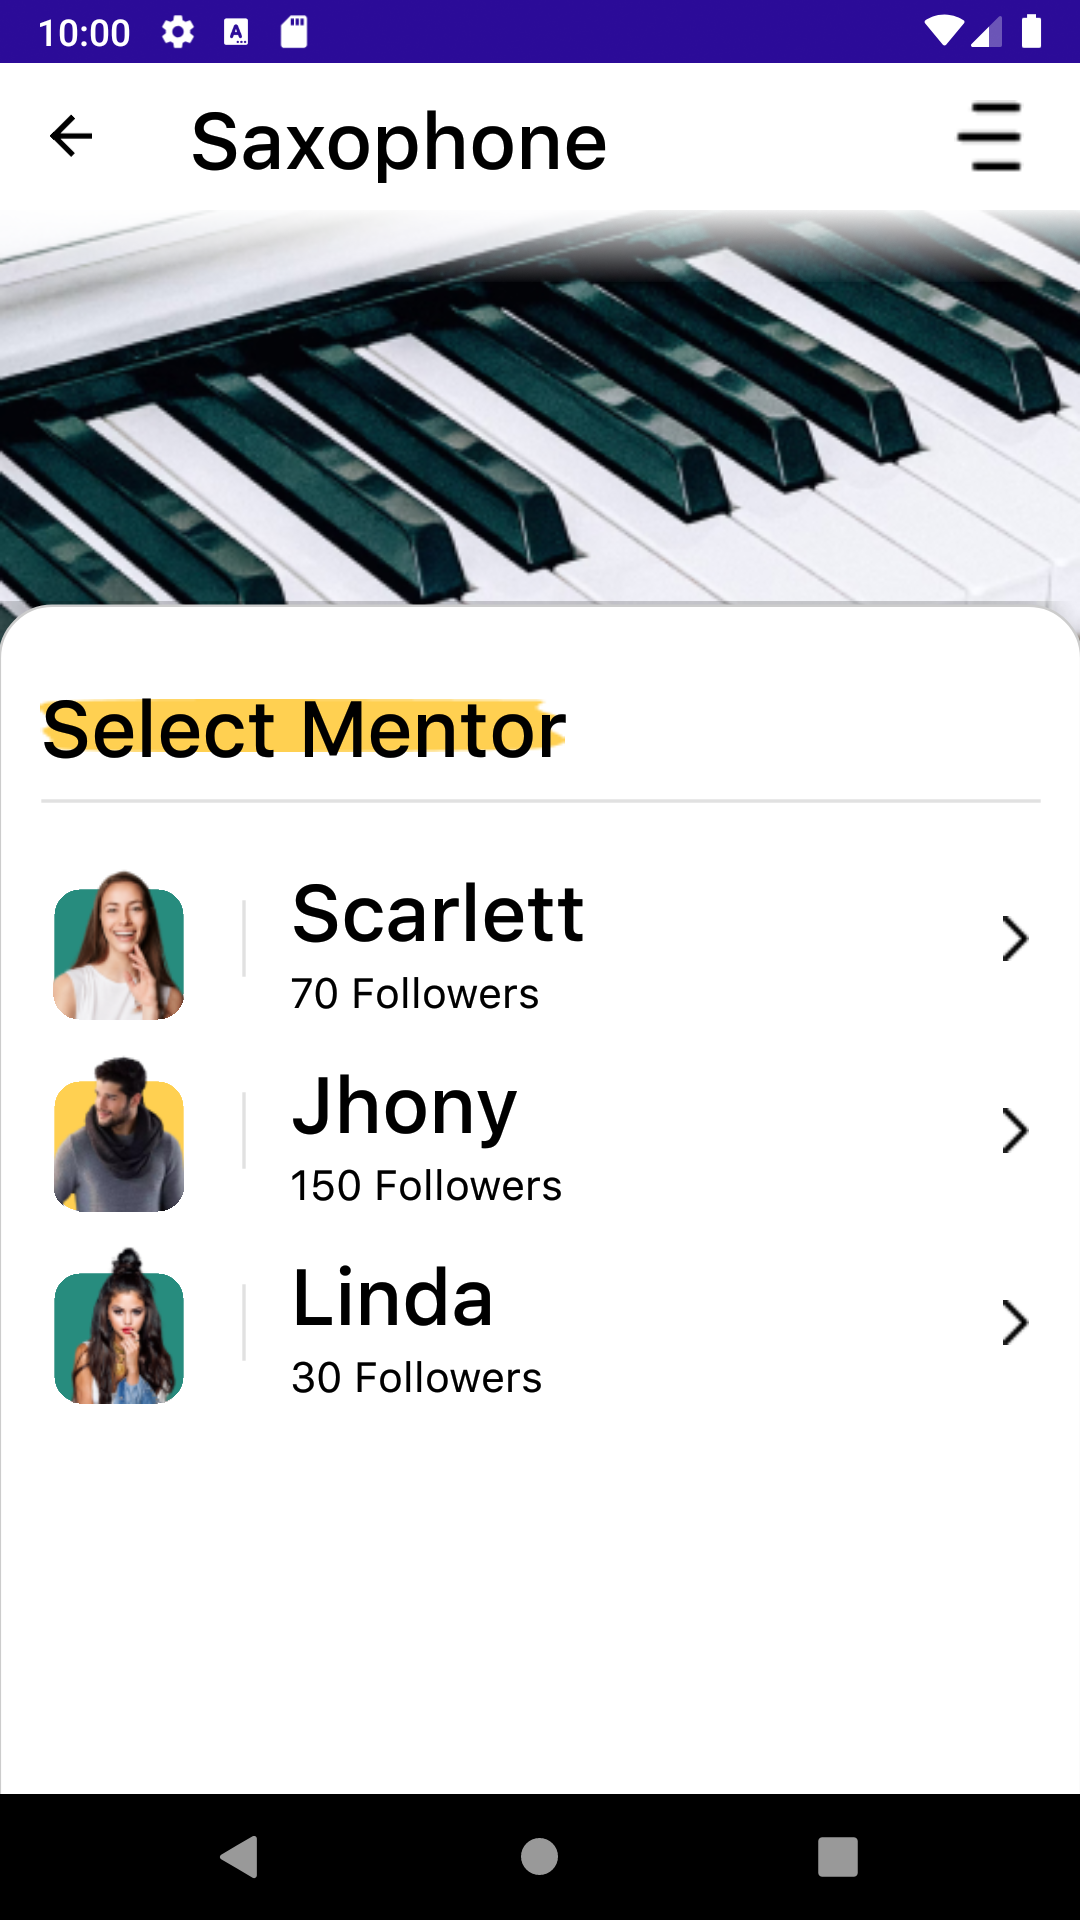 10:00
Saxophone
Select Mentor
Scarlett
70 Followers
Jhony
150 Followers
Linda
30 Followers